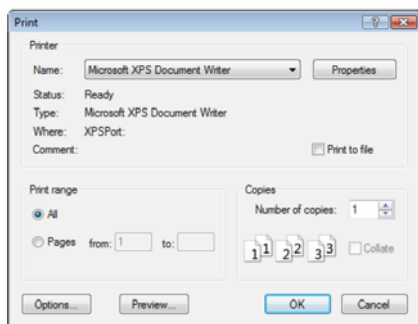 Print
Printer
Name: Microsoft XPS Document Writer Properties
Status: Ready
Type: Microsoft XPS Document Writer
Where: XPSPort:
Comment: Print to file
Print range
All
Pages from: 1 to:
Copies
Number of copies: 1
1 1 2 2 3 3 Collate
Options... Preview... OK Cancel